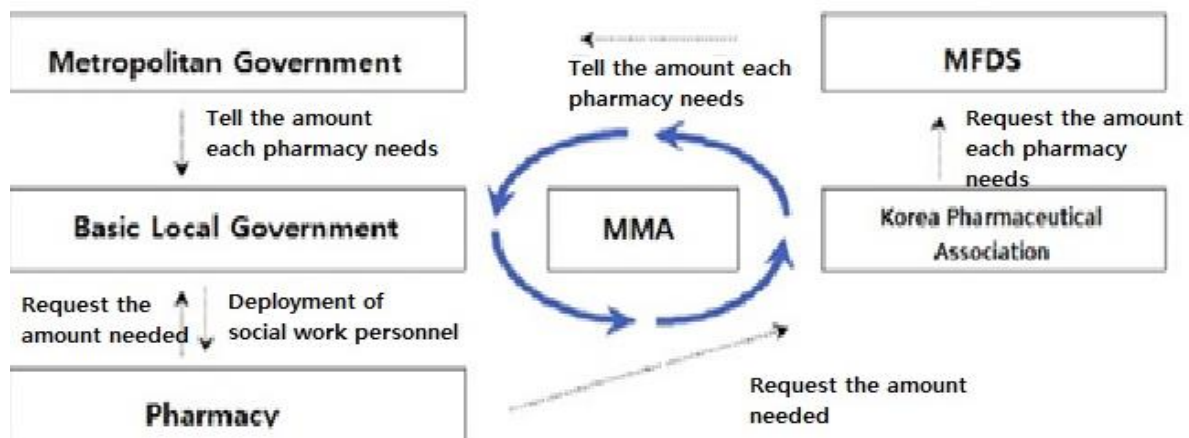 Metropolitan Government
Tell the amount each
pharmacy needs
MFDS
Tell the amount
each pharmacy needs
Request the amount
each pharmacy
needs
Basic Local Government
MMA
Korea Pharmaceutical
Association
Request the
amount needed
Deployment of
social work personnel
Pharmacy
Request the amount
needed